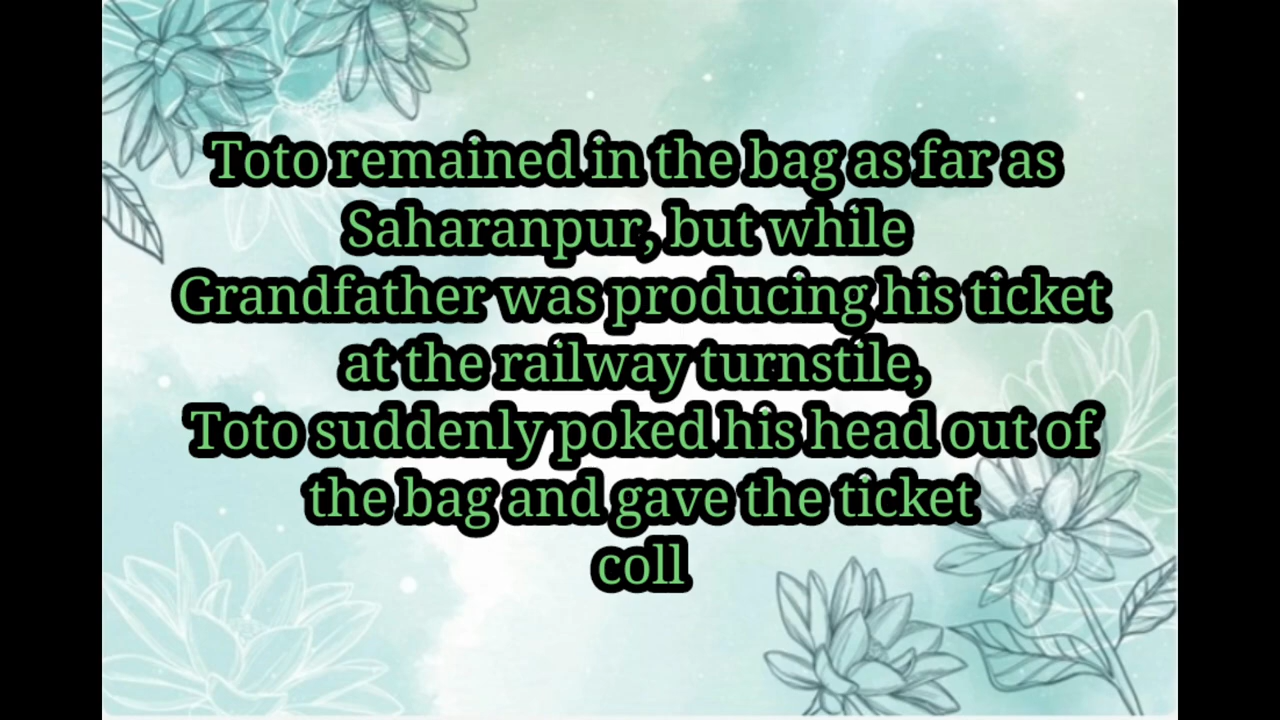 Toto remained in the bag as far as
Saharanpur, but while
Grandfather was producing his ticket
at the railway turnstile,
Toto suddenly poked his head out of
the bag and gave the ticket
coll